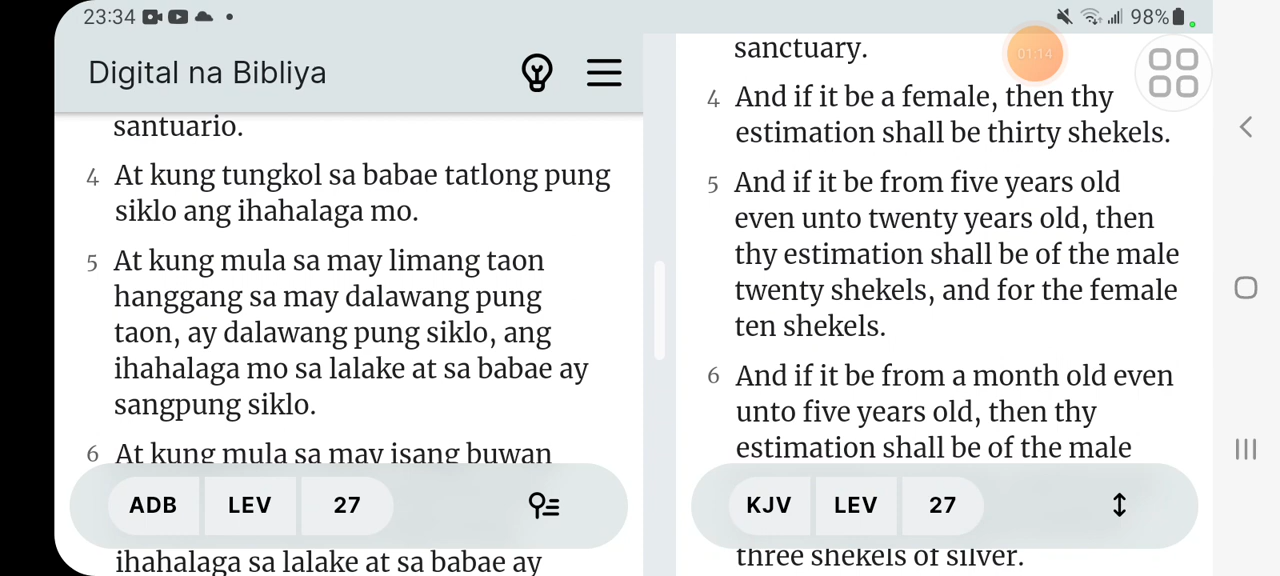 23:34
98%
01:14
Digital na Bibliya
santuario.
4 At kung tungkol sa babae tatlong pung
siklo ang ihahalaga mo.
5 At kung mula sa may limang taon
hanggang sa may dalawang pung
taon, ay dalawang pung siklo, ang
ihahalaga mo sa lalake at sa babae ay
sangpung siklo.
6 At kung mula sa may isang buwan
ADB LEV 27
ihahalaga sa lalake at sa babae ay
sanctuary.
4 And if it be a female, then thy
estimation shall be thirty shekels.
5 And if it be from five years old
even unto twenty years old, then
thy estimation shall be of the male
twenty shekels, and for the female
ten shekels.
6 And if it be from a month old even
unto five years old, then thy
estimation shall be of the male
KJV LEV 27
three shekels of silver.